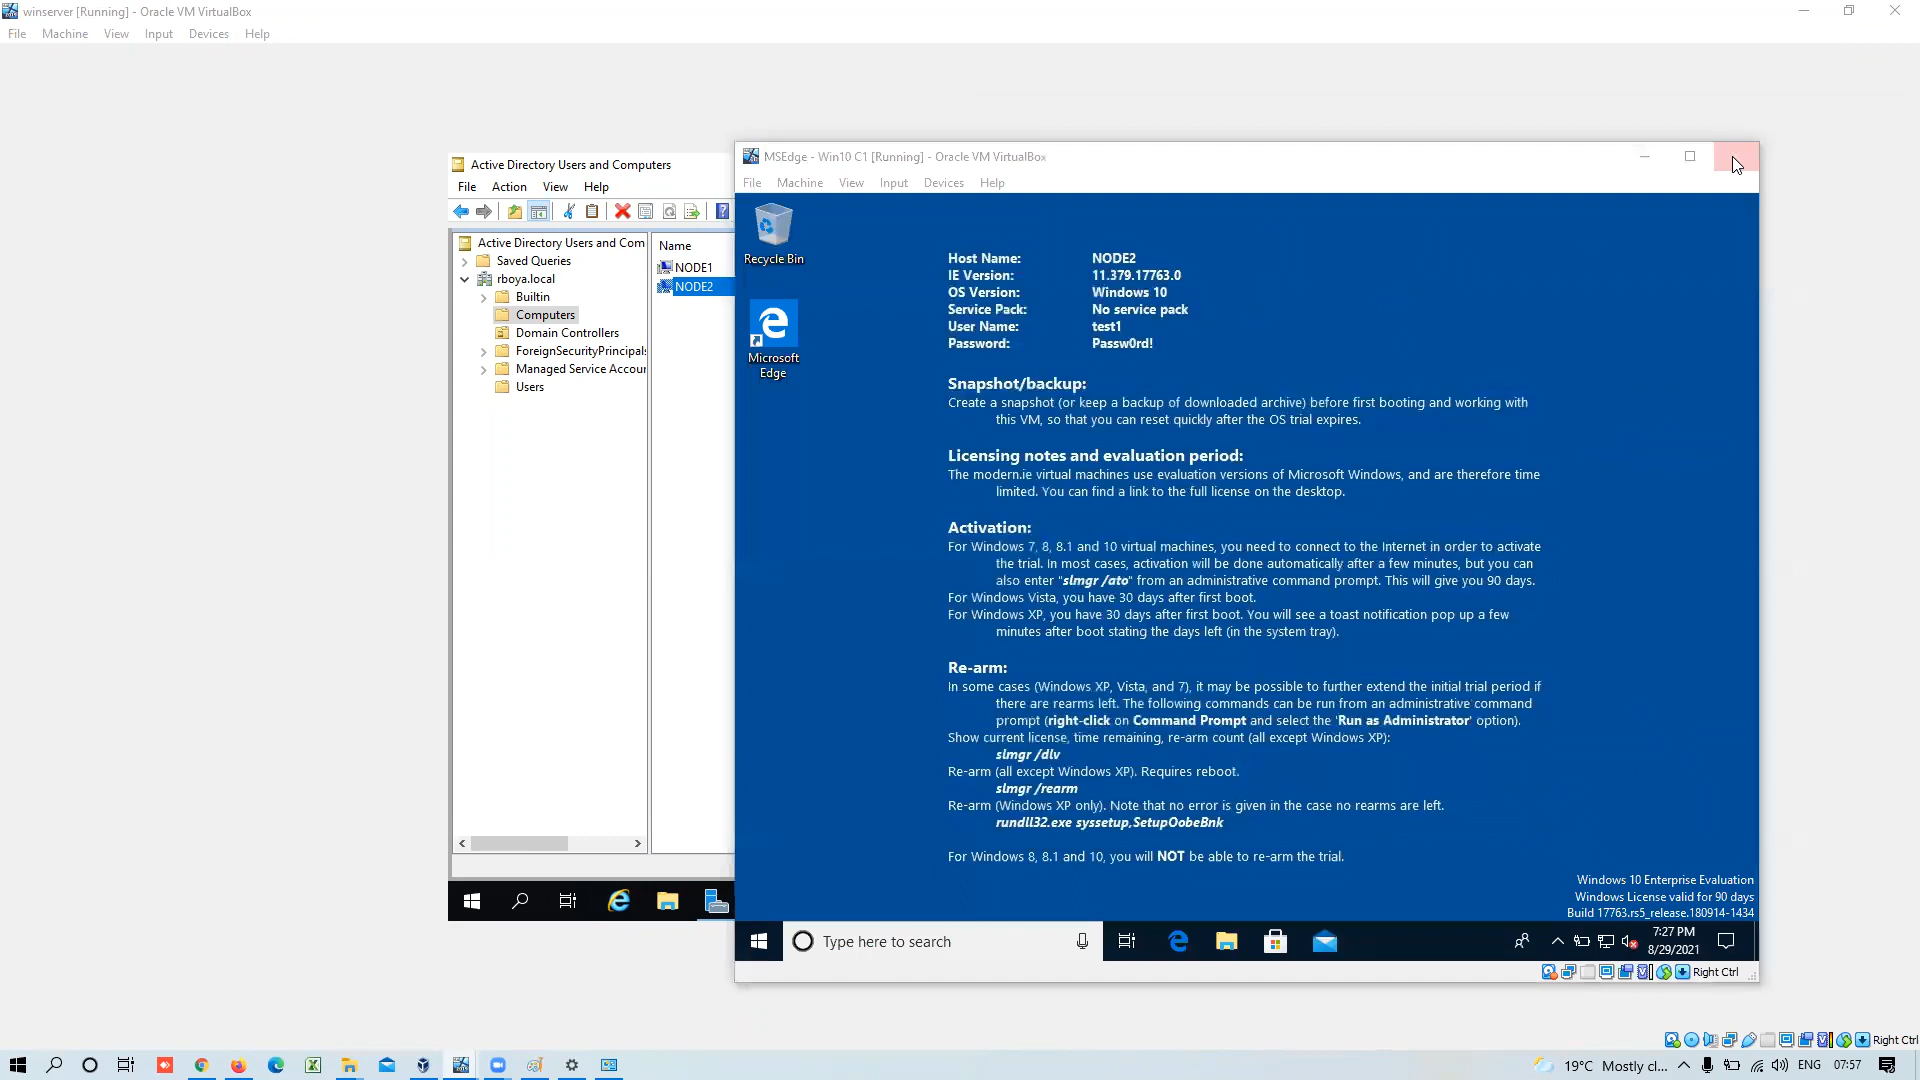 winserver [Running] - Oracle VM VirtualBox
File Machine View Input Devices Help
Active Directory Users and Computers
File Action View Help
Active Directory Users and Com
Saved Queries
rboya.local
Builtin
Computers
Domain Controllers
ForeignSecurityPrincipals
Managed Service Accour
Users
Name
NODE1
NODE2
MSEdge - Win10 C1 [Running] - Oracle VM VirtualBox
File Machine View Input Devices Help
Recycle Bin
Microsoft
Edge
Host Name: NODE2
IE Version: 11.379.17763.0
OS Version: Windows 10
Service Pack: No service pack
User Name: test1
Password: Passw0rd!
Snapshot/backup:
Create a snapshot (or keep a backup of downloaded archive) before first booting and working with
this VM, so that you can reset quickly after the OS trial expires.
Licensing notes and evaluation period:
The modern.ie virtual machines use evaluation versions of Microsoft Windows, and are therefore time
limited. You can find a link to the full license on the desktop.
Activation:
For Windows 7, 8, 8.1 and 10 virtual machines, you need to connect to the Internet in order to activate
the trial. In most cases, activation will be done automatically after a few minutes, but you can
also enter "slmgr /ato" from an administrative command prompt. This will give you 90 days.
For Windows Vista, you have 30 days after first boot.
For Windows XP, you have 30 days after first boot. You will see a toast notification pop up a few
minutes after boot stating the days left (in the system tray).
Re-arm:
In some cases (Windows XP, Vista, and 7), it may be possible to further extend the initial trial period if
there are rearms left. The following commands can be run from an administrative command
prompt (right-click on Command Prompt and select the 'Run as Administrator' option).
Show current license, time remaining, re-arm count (all except Windows XP):
slmgr /dlv
Re-arm (all except Windows XP). Requires reboot.
slmgr /rearm
Re-arm (Windows XP only). Note that no error is given in the case no rearms are left.
rundll32.exe syssetup,SetupOobeBnk
For Windows 8, 8.1 and 10, you will NOT be able to re-arm the trial.
Windows 10 Enterprise Evaluation
Windows License valid for 90 days
Build 17763.rs5_release.180914-1434
Type here to search
7:27 PM
8/29/2021
Right Ctrl
Right Ctrl
19°C Mostly cl... ENG 07:57